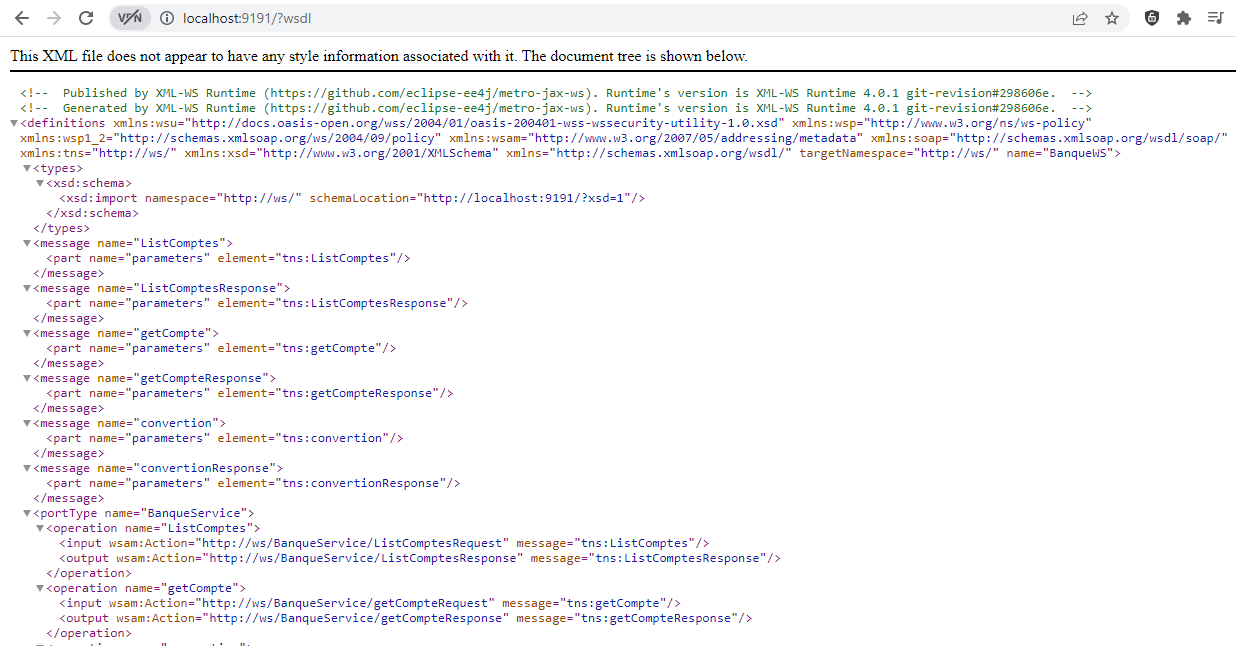 VPN localhost:9191/?wsdl
This XML file does not appear to have any style information associated with it. The document tree is shown below.
<!--  Published by XML-WS Runtime (https://github.com/eclipse-ee4j/metro-jax-ws). Runtime's version is XML-WS Runtime 4.0.1 git-revision#298606e.  -->
<!--  Generated by XML-WS Runtime (https://github.com/eclipse-ee4j/metro-jax-ws). Runtime's version is XML-WS Runtime 4.0.1 git-revision#298606e.  -->
▼<definitions xmlns:wsu="http://docs.oasis-open.org/wss/2004/01/oasis-200401-wss-wssecurity-utility-1.0.xsd" xmlns:wsp="http://www.w3.org/ns/ws-policy"
xmlns:wsp1_2="http://schemas.xmlsoap.org/ws/2004/09/policy" xmlns:wsam="http://www.w3.org/2007/05/addressing/metadata" xmlns:soap="http://schemas.xmlsoap.org/wsdl/soap/"
xmlns:tns="http://ws/" xmlns:xsd="http://www.w3.org/2001/XMLSchema" xmlns="http://schemas.xmlsoap.org/wsdl/" targetNamespace="http://ws/" name="BanqueWS">
▼<types>
▼<xsd:schema>
<xsd:import namespace="http://ws/" schemaLocation="http://localhost:9191/?xsd=1"/>
</xsd:schema>
</types>
▼<message name="ListComptes">
<part name="parameters" element="tns:ListComptes"/>
</message>
▼<message name="ListComptesResponse">
<part name="parameters" element="tns:ListComptesResponse"/>
</message>
▼<message name="getCompte">
<part name="parameters" element="tns:getCompte"/>
</message>
▼<message name="getCompteResponse">
<part name="parameters" element="tns:getCompteResponse"/>
</message>
▼<message name="convertion">
<part name="parameters" element="tns:convertion"/>
</message>
▼<message name="convertionResponse">
<part name="parameters" element="tns:convertionResponse"/>
</message>
▼<portType name="BanqueService">
▼<operation name="ListComptes">
<input wsam:Action="http://ws/BanqueService/ListComptesRequest" message="tns:ListComptes"/>
<output wsam:Action="http://ws/BanqueService/ListComptesResponse" message="tns:ListComptesResponse"/>
</operation>
▼<operation name="getCompte">
<input wsam:Action="http://ws/BanqueService/getCompteRequest" message="tns:getCompte"/>
<output wsam:Action="http://ws/BanqueService/getCompteResponse" message="tns:getCompteResponse"/>
</operation>